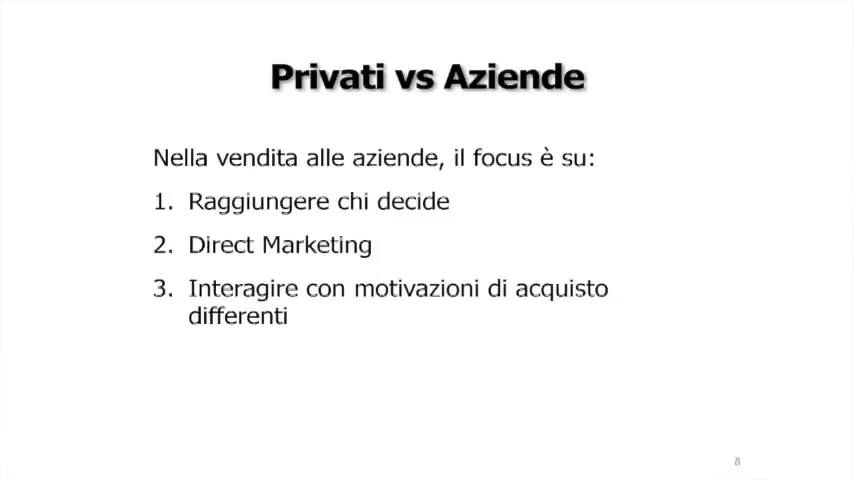 Privati vs Aziende
Nella vendita alle aziende, il focus è su:
1. Raggiungere chi decide
2. Direct Marketing
3. Interagire con motivazioni di acquisto
differenti
8